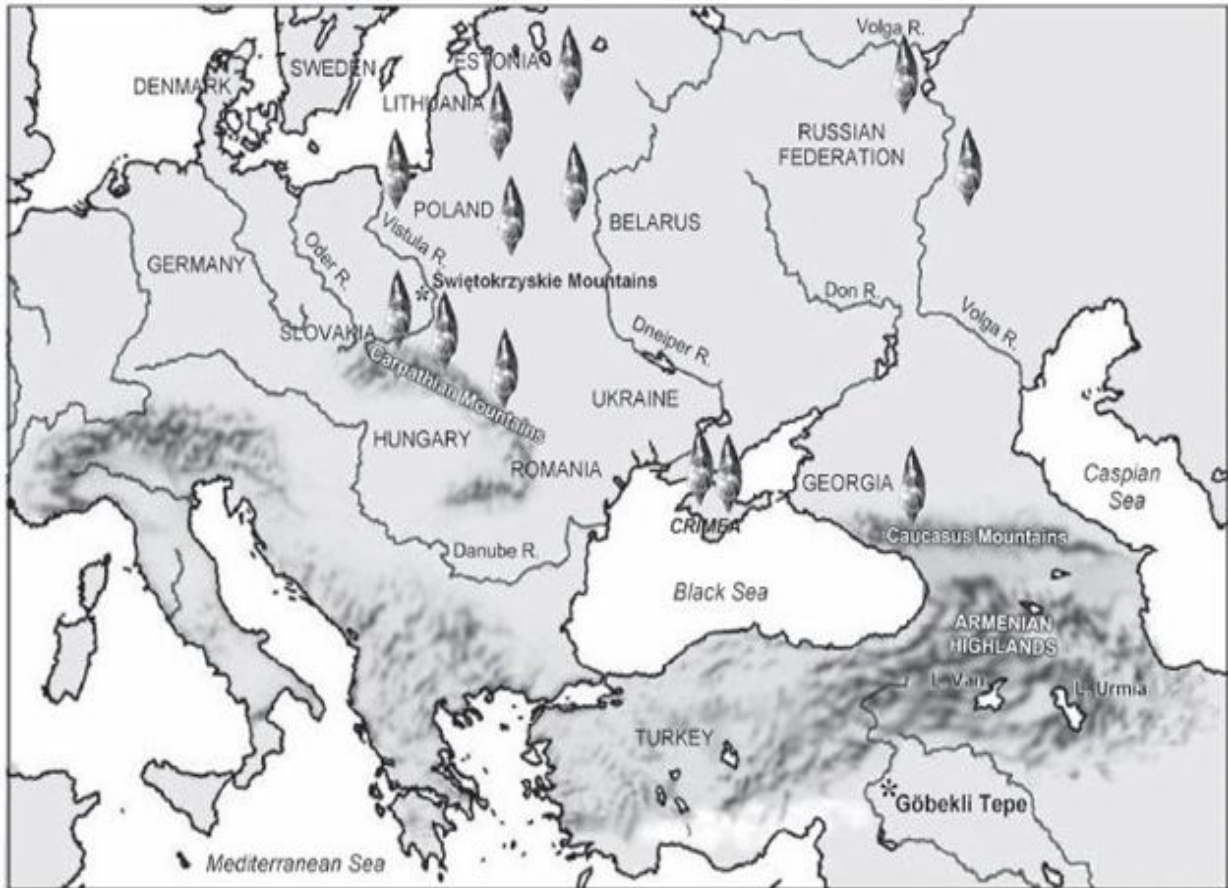 Volga R.
SWEDEN
ESTONIA
DENMARK
LITHUANIA
RUSSIAN
FEDERATION
POLAND
BELARUS
Vistula R.
GERMANY
Oder R.
Świętokrzyskie Mountains
Don R.
SLOVAKIA
Volga R.
Dneiper R.
Carpathian Mountains
UKRAINE
HUNGARY
ROMANIA
GEORGIA
Caspian
Sea
CRIMEA
Caucasus Mountains
Danube R.
Black Sea
ARMENIAN
HIGHLANDS
L. Van
L. Urmia
TURKEY
Göbekli Tepe
Mediterranean Sea